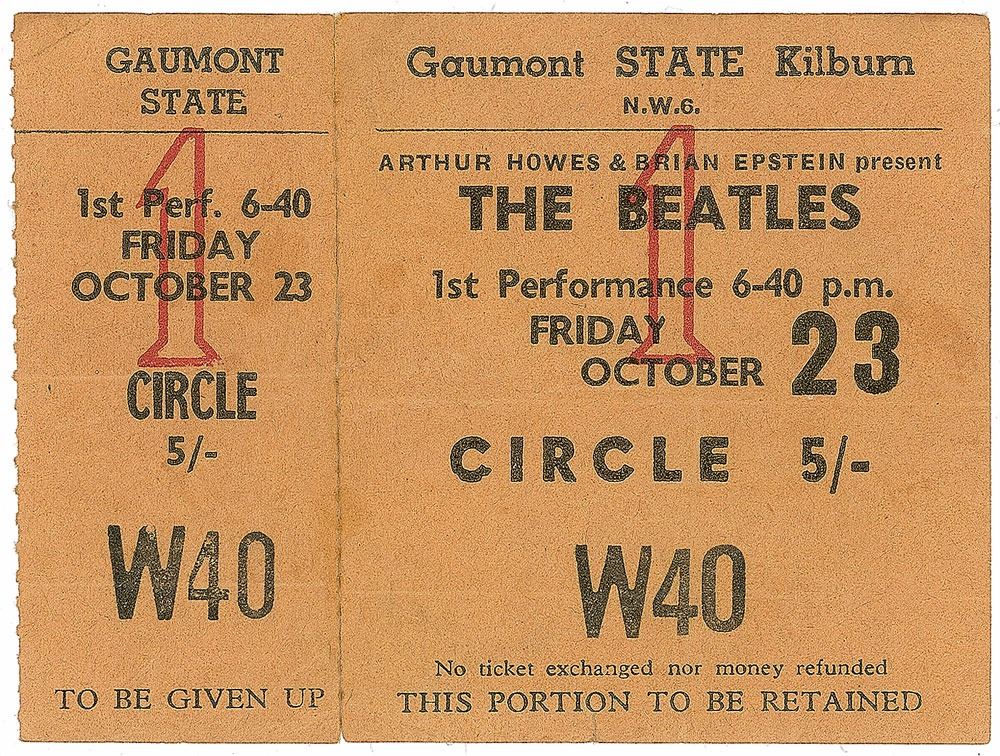 GAUMONT
STATE
1
1st Perf. 6-40
FRIDAY
OCTOBER 23
CIRCLE
5/-
W40
TO BE GIVEN UP
Gaumont STATE Kilburn
N.W.6.
ARTHUR HOWES & BRIAN EPSTEIN present
THE BEATLES
1
1st Performance 6-40 p.m.
FRIDAY
OCTOBER 23
CIRCLE 5/-
W40
No ticket exchanged nor money refunded
THIS PORTION TO BE RETAINED